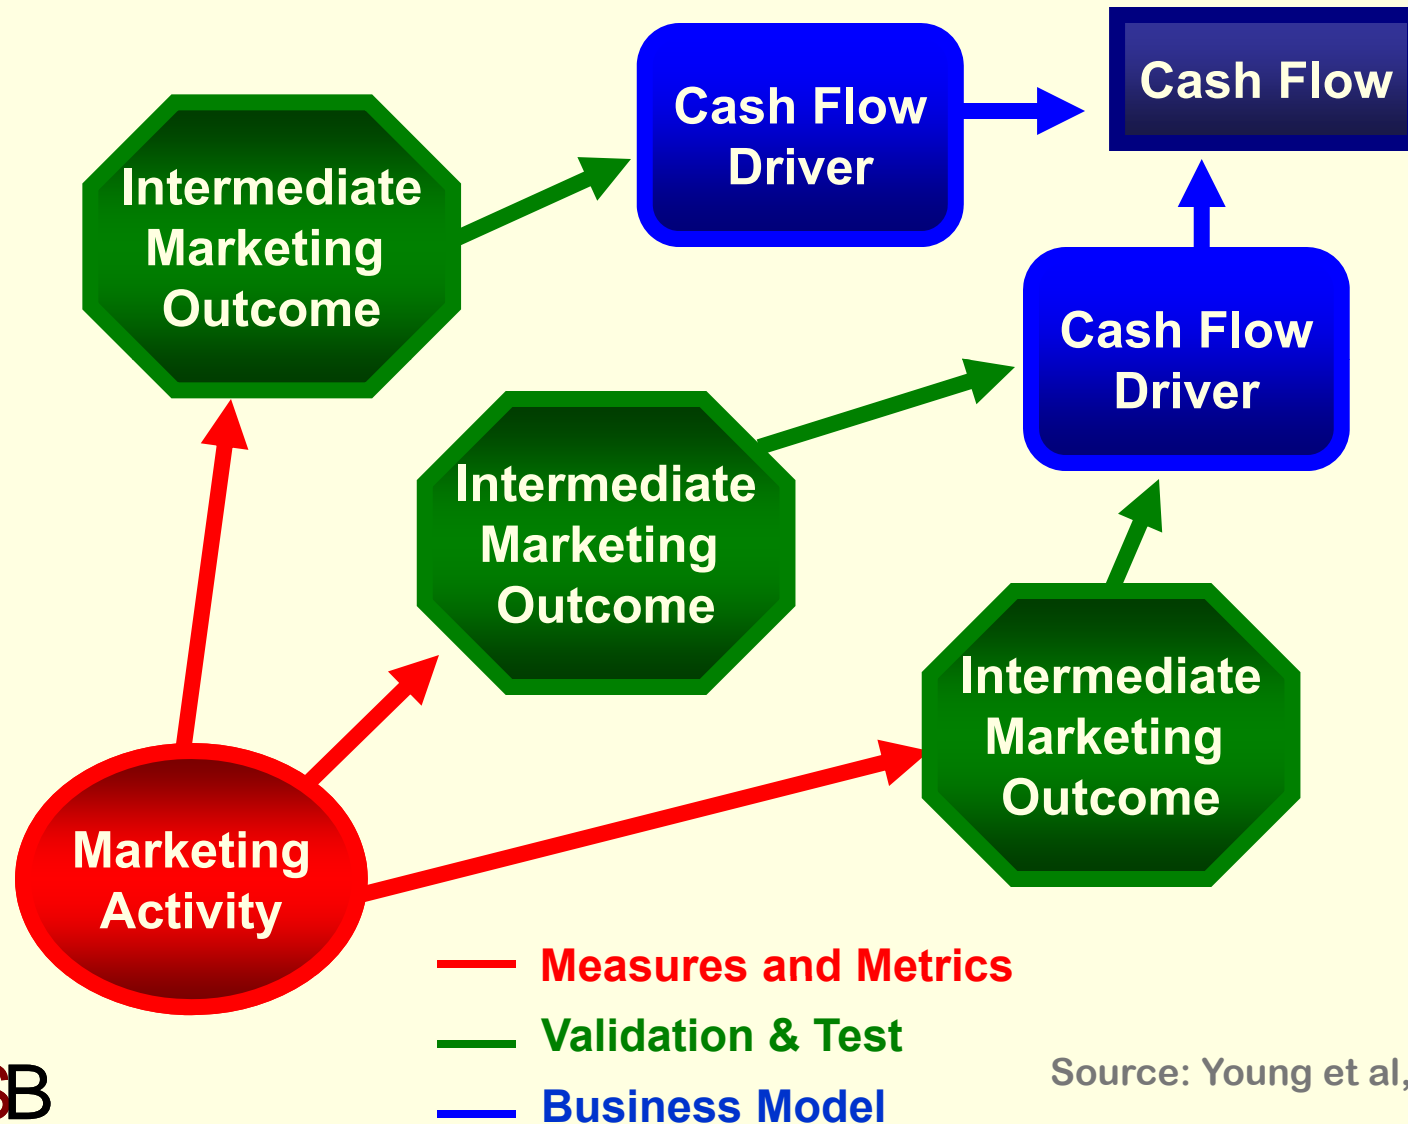 Cash Flow
Cash Flow
Driver
Intermediate
Marketing
Outcome
Cash Flow
Driver
Intermediate
Marketing
Outcome
Intermediate
Marketing
Outcome
Marketing
Activity
Measures and Metrics
Validation & Test
Business Model
Source: Young et al,
SB